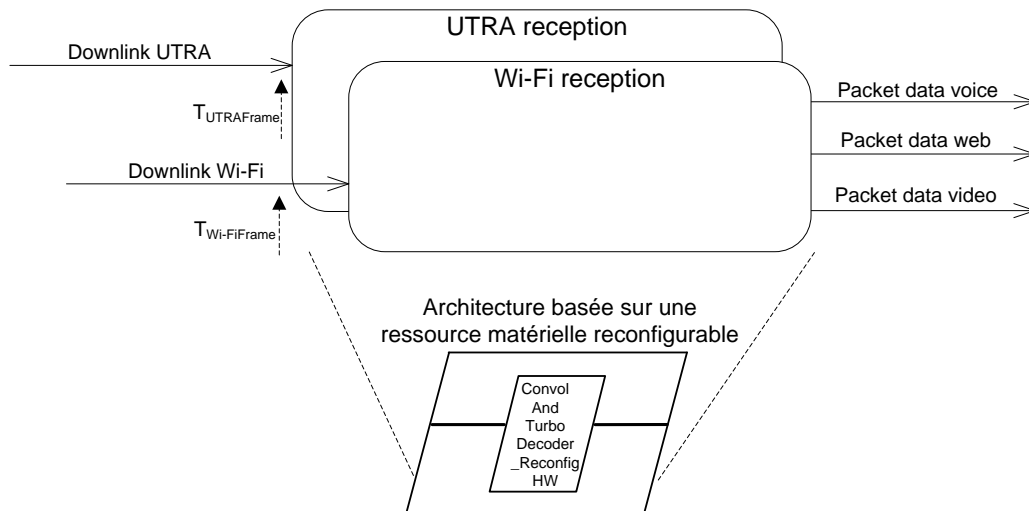 UTRA reception
Downlink UTRA
Wi-Fi reception
Packet data voice
T_UTRAFrame
Packet data web
Downlink Wi-Fi
Packet data video
T_Wi-FiFrame
Architecture basée sur une
ressource matérielle reconfigurable
Convol
And
Turbo
Decoder
_Reconfig
HW